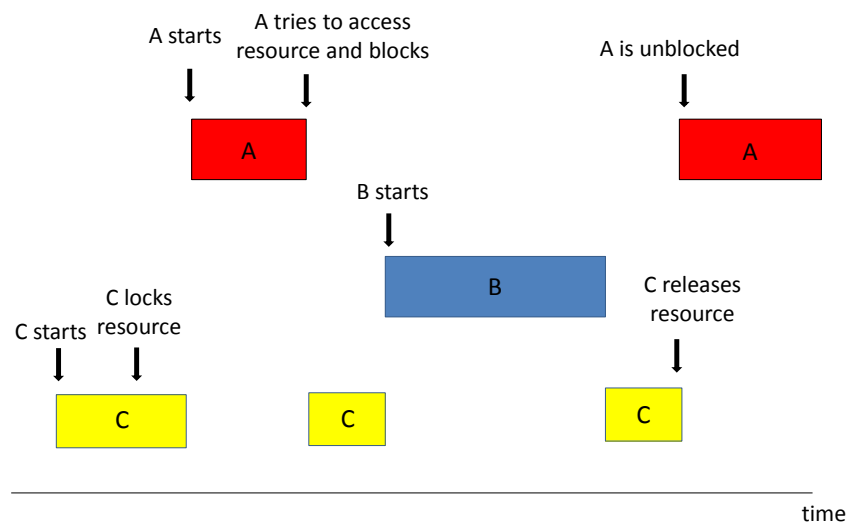 A starts
A tries to access
resource and blocks
A is unblocked
A
A
B starts
B
C releases
resource
C locks
resource
C starts
C
C
C
time